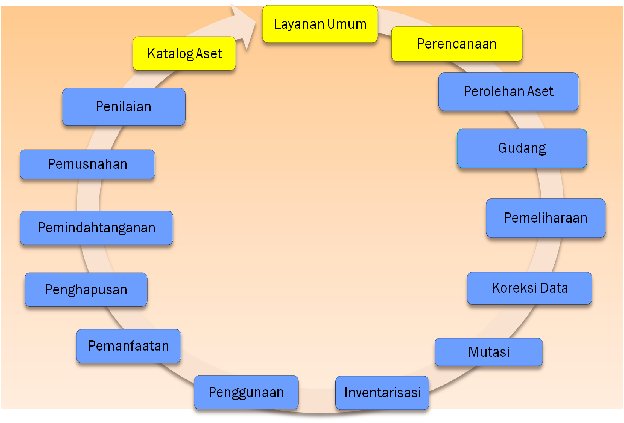 Layanan Umum
Perencanaan
Perolehan Aset
Gudang
Pemeliharaan
Koreksi Data
Mutasi
Inventarisasi
Penggunaan
Pemanfaatan
Penghapusan
Pemindahtanganan
Pemusnahan
Penilaian
Katalog Aset